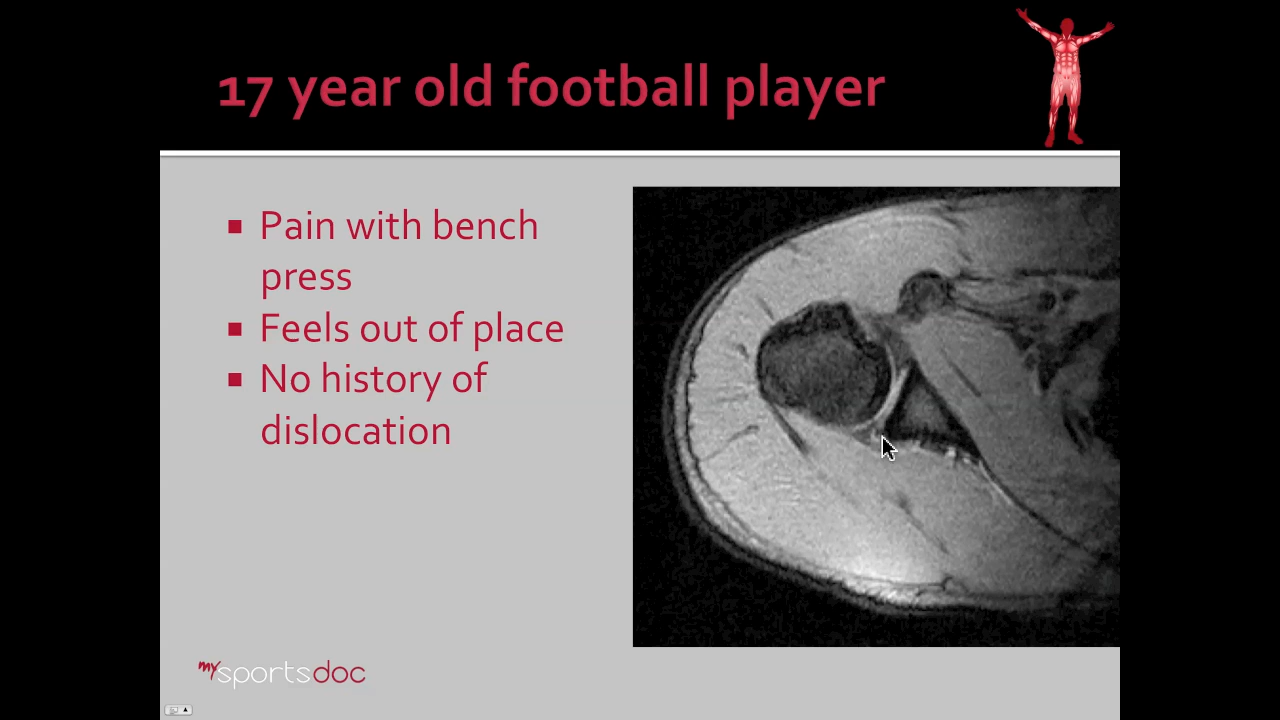 17 year old football player
Pain with bench
press
Feels out of place
No history of
dislocation
mysportsdoc